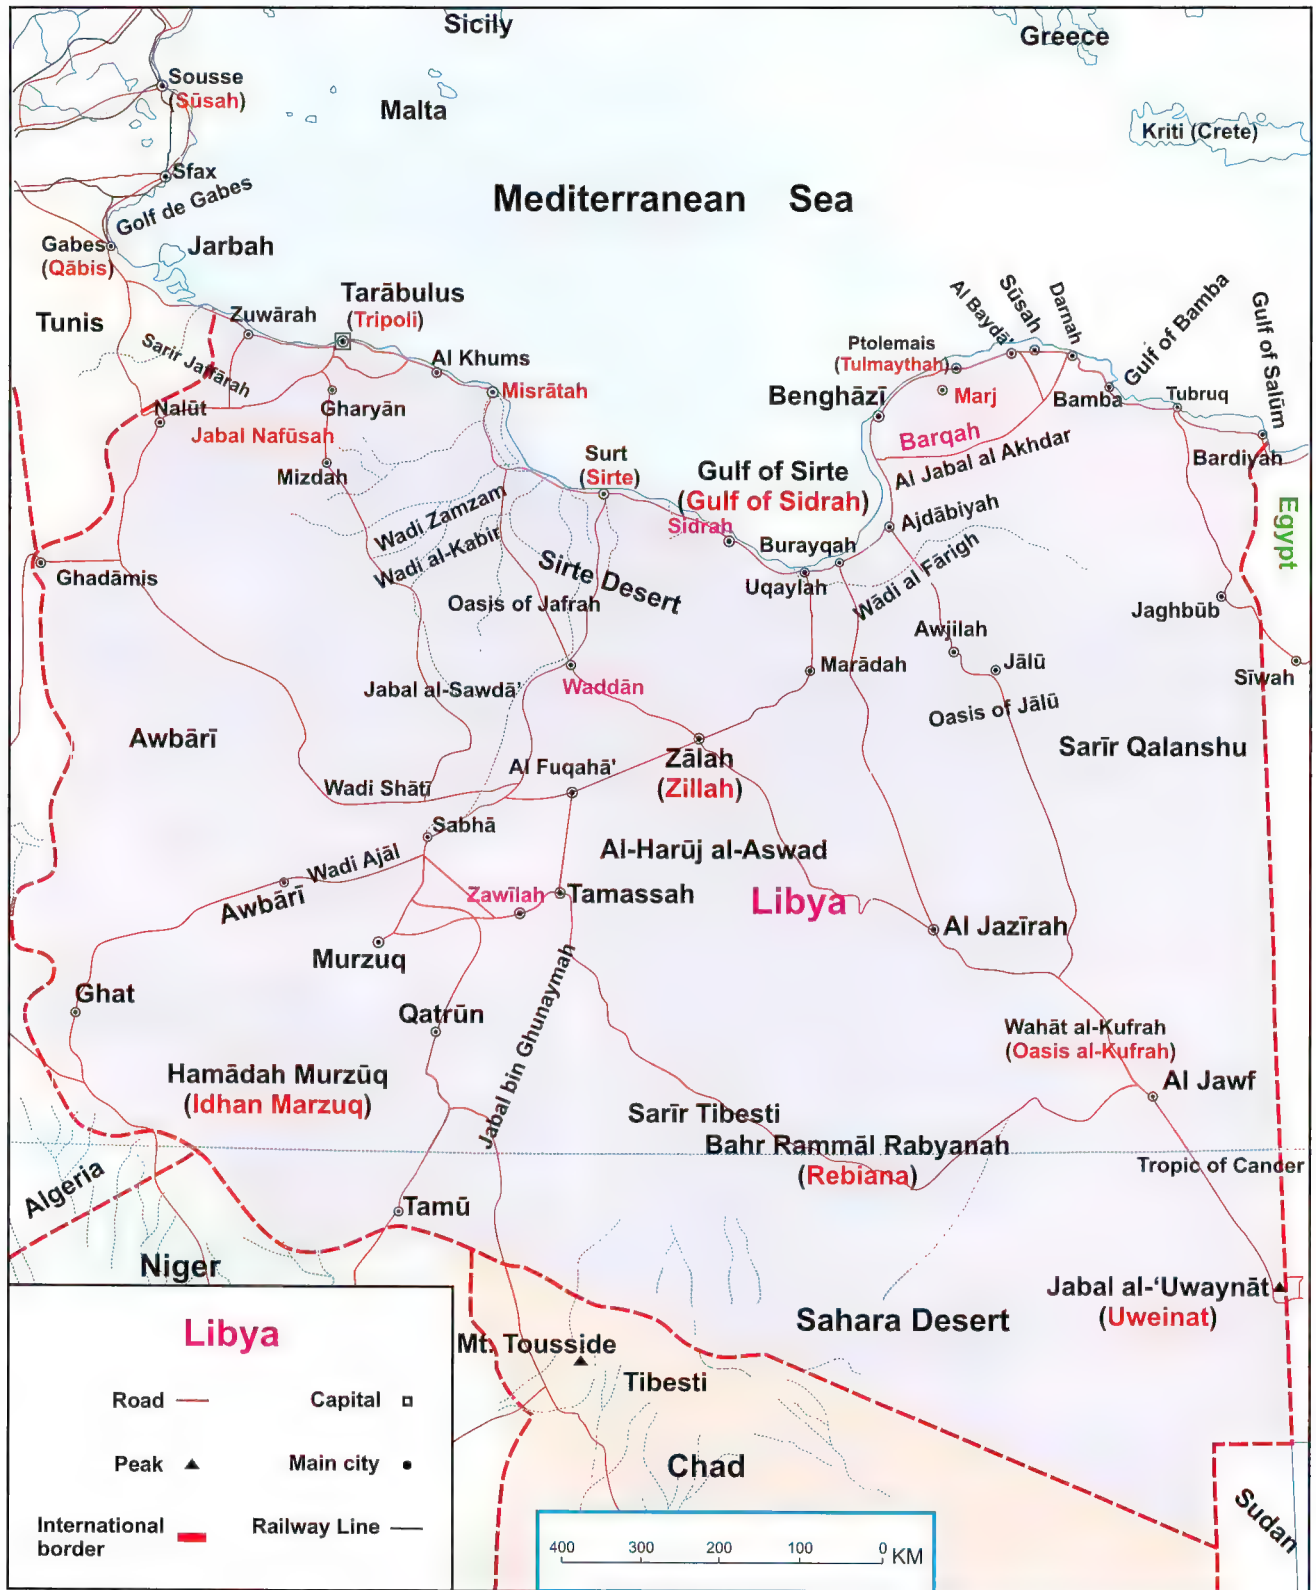 Sicily
Greece
Sousse
(Sūsah)
Malta
Kriti (Crete)
Sfax
Golf de Gabes
Mediterranean Sea
Gabes
(Qābis)
Jarbah
Tunis
Zuwārah
Tarābulus
(Tripoli)
Sarir Jaffārah
Al Khums
Misrātah
Nalūt
Jabal Nafūsah
Gharyān
Mizdah
Ptolemais
(Tulmaythah)
Al Baydā'
Sūsah
Darnah
Gulf of Bamba
Gulf of Salūm
Benghāzī
Marj
Bamba
Tubruq
Barqah
Al Jabal al Akhdar
Bardiyah
Surt
(Sirte)
Gulf of Sirte
(Gulf of Sidrah)
Egypt
Wadi Zamzam
Wadi al-Kabir
Sidrah
Burayqah
Ajdābiyah
Ghadāmis
Sirte Desert
Uqaylah
Wādi al Fārigh
Oasis of Jafrah
Jaghbūb
Awjilah
Jālū
Sīwah
Jabal al-Sawdā'
Waddān
Marādah
Oasis of Jālū
Awbārī
Zālah
(Zillah)
Sarīr Qalanshu
Wadi Shātī
Al Fuqahā'
Sabhā
Wadi Ajāl
Al-Harūj al-Aswad
Awbārī
Zawīlah
Tamassah
Libya
Al Jazīrah
Murzuq
Ghat
Qatrūn
Jabal bin Ghunaymah
Wahāt al-Kufrah
(Oasis al-Kufrah)
Hamādah Murzūq
(Idhan Marzuq)
Al Jawf
Sarīr Tibesti
Bahr Rammāl Rabyanah
(Rebiana)
Tropic of Cander
Algeria
Tamū
Niger
Jabal al-‘Uwaynāt
(Uweinat)
Sahara Desert
Mt. Tousside
Tibesti
Chad
Sudan
Libya
Road
Capital
Peak
Main city
International
border
Railway Line
400 300 200 100 0 KM